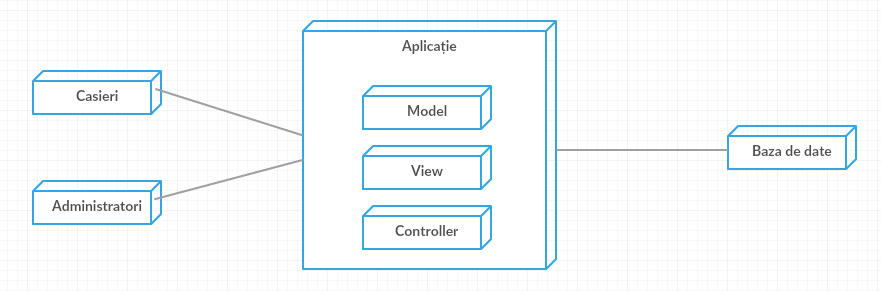 Aplicație
Casieri
Model
Baza de date
View
Administratori
Controller